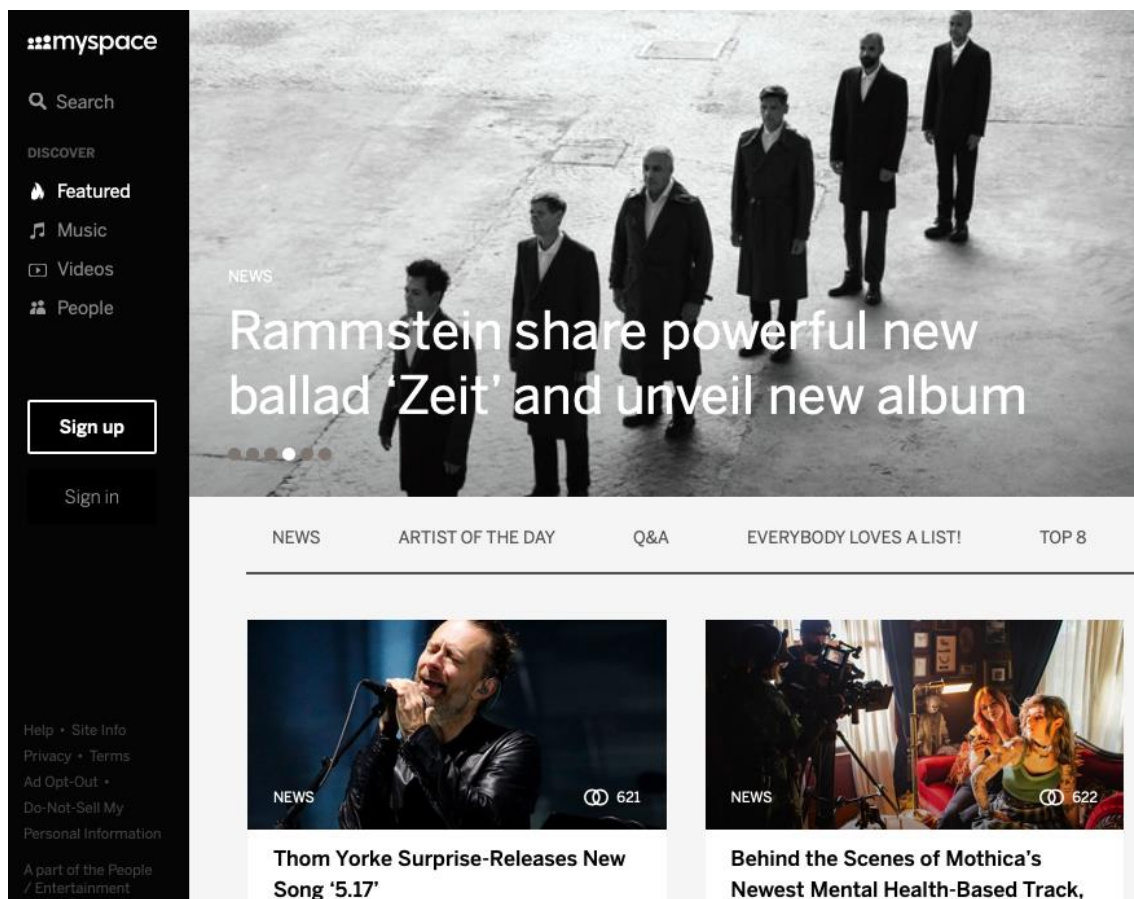 myspace
Search
DISCOVER
Featured
Music
Videos
People
Sign up
Sign in
Help • Site Info
Privacy • Terms
Ad Opt-Out •
Do-Not-Sell My
Personal Information
A part of the People
/ Entertainment
NEWS
Rammstein share powerful new
ballad ‘Zeit’ and unveil new album
NEWS ARTIST OF THE DAY Q&A EVERYBODY LOVES A LIST! TOP 8
NEWS 621
Thom Yorke Surprise-Releases New
Song ‘5.17’
NEWS 622
Behind the Scenes of Mothica’s
Newest Mental Health-Based Track,